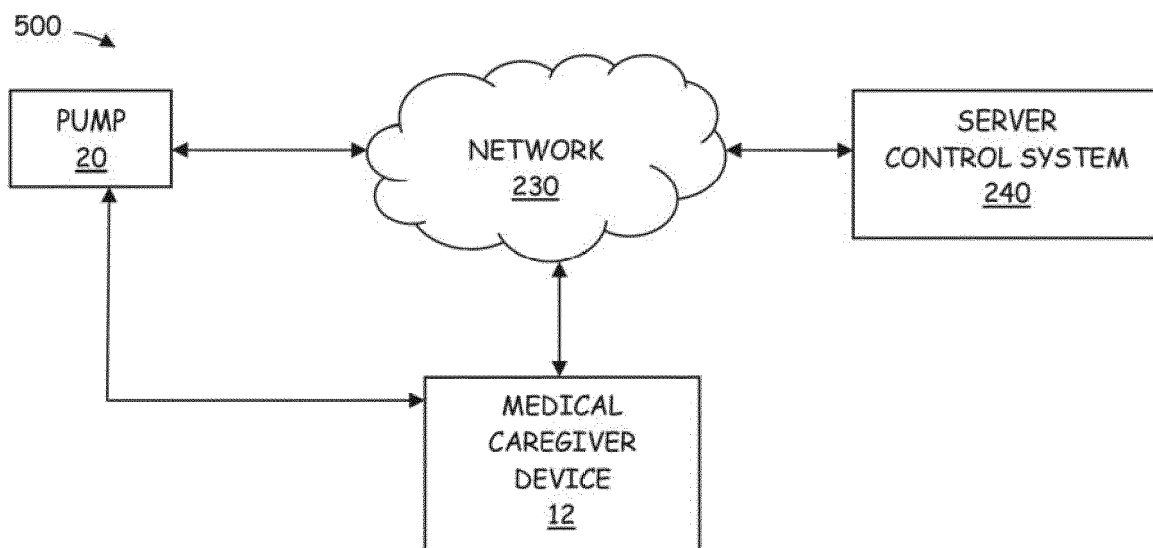 500
PUMP
20
NETWORK
230
SERVER
CONTROL SYSTEM
240
MEDICAL
CAREGIVER
DEVICE
12